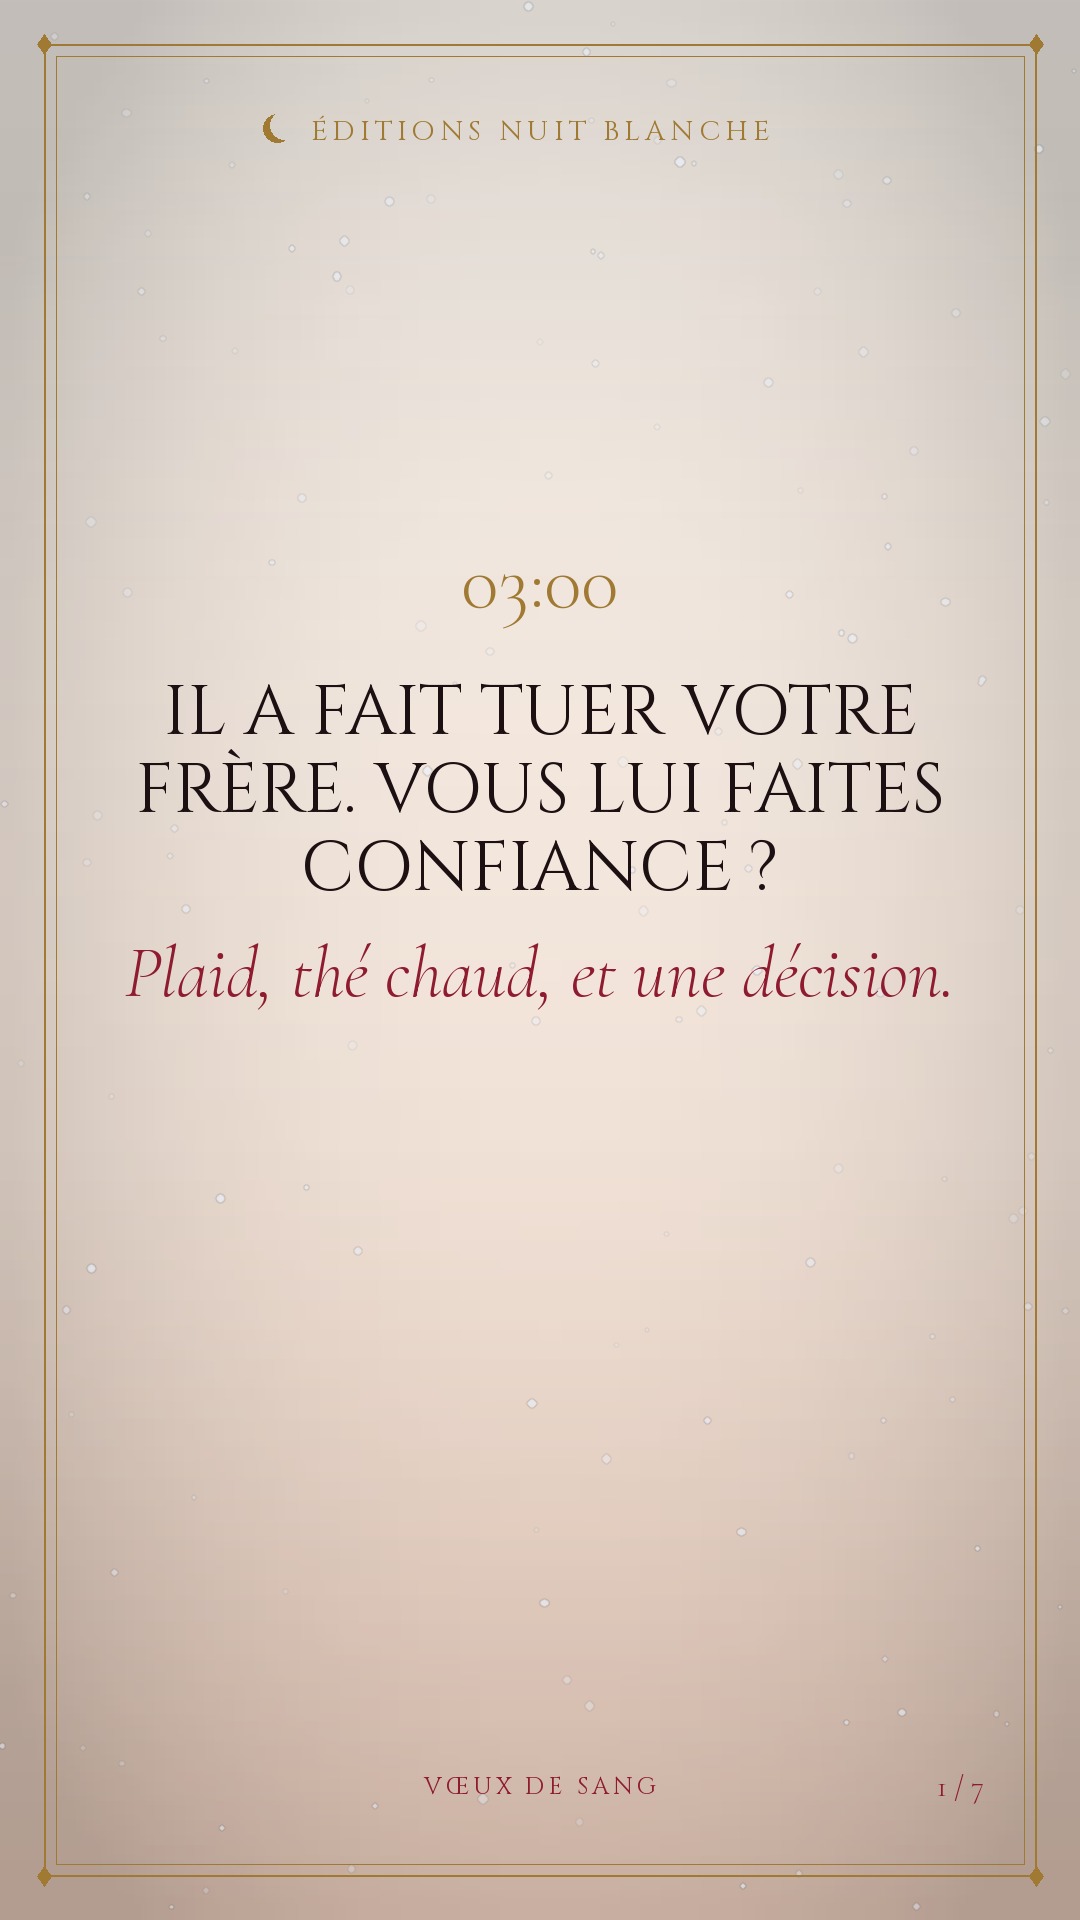 ÉDITIONS NUIT BLANCHE
03:00
IL A FAIT TUER VOTRE
FRÈRE. VOUS LUI FAITES
CONFIANCE ?
Plaid, thé chaud, et une décision.
VŒUX DE SANG
1 / 7